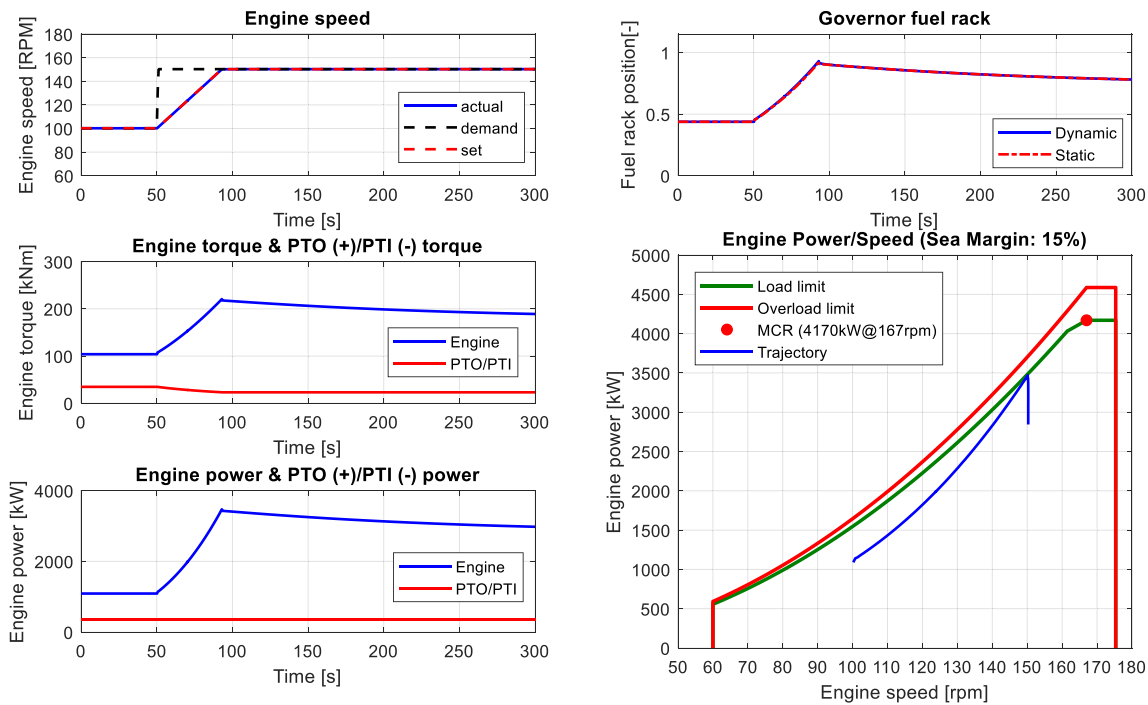 Engine speed
Engine speed [RPM]
180
160
140
120
100
80
60
actual
demand
set
0
50
100
150
200
250
300
Time [s]
Governor fuel rack
Fuel rack position[-]
1
0.5
0
Dynamic
Static
0
50
100
150
200
250
300
Time [s]
Engine torque & PTO (+)/PTI (-) torque
Engine torque [kNm]
300
200
100
0
Engine
PTO/PTI
0
50
100
150
200
250
300
Time [s]
Engine power & PTO (+)/PTI (-) power
Engine power [kW]
4000
2000
0
Engine
PTO/PTI
0
50
100
150
200
250
300
Time [s]
Engine Power/Speed (Sea Margin: 15%)
Engine power [kW]
5000
4500
4000
3500
3000
2500
2000
1500
1000
500
0
Load limit
Overload limit
MCR (4170kW@167rpm)
Trajectory
50
60
70
80
90
100
110
120
130
140
150
160
170
180
Engine speed [rpm]